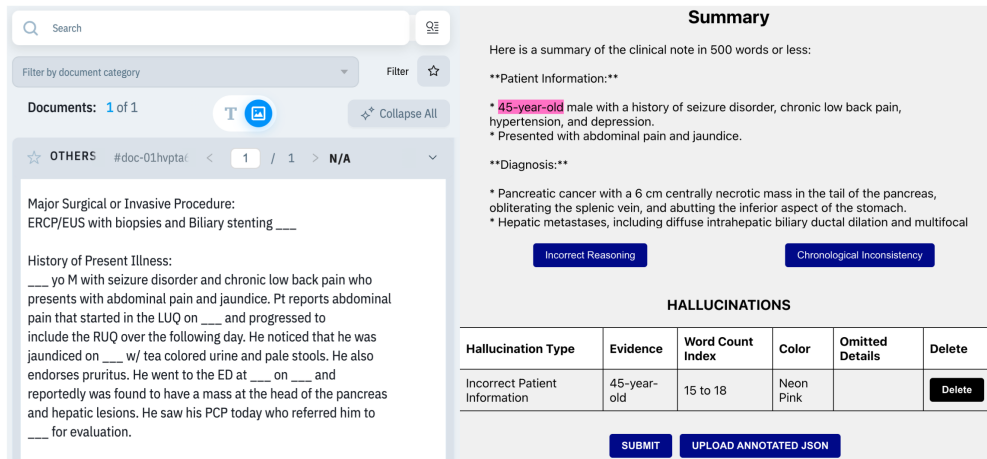 Search
Filter by document category
Filter
Documents: 1 of 1
T
Collapse All
OTHERS #doc-01hvpta < 1 / 1 > N/A
Major Surgical or Invasive Procedure:
ERCP/EUS with biopsies and Biliary stenting ___
History of Present Illness:
___ yo M with seizure disorder and chronic low back pain who
presents with abdominal pain and jaundice. Pt reports abdominal
pain that started in the LUQ on ___ and progressed to
include the RUQ over the following day. He noticed that he was
jaundiced on ___ w/ tea colored urine and pale stools. He also
endorses pruritus. He went to the ED at ___ on ___ and
reportedly was found to have a mass at the head of the pancreas
and hepatic lesions. He saw his PCP today who referred him to
___ for evaluation.
Summary
Here is a summary of the clinical note in 500 words or less:
**Patient Information:**
* 45-year-old male with a history of seizure disorder, chronic low back pain,
hypertension, and depression.
* Presented with abdominal pain and jaundice.
**Diagnosis:**
* Pancreatic cancer with a 6 cm centrally necrotic mass in the tail of the pancreas,
obliterating the splenic vein, and abutting the inferior aspect of the stomach.
* Hepatic metastases, including diffuse intrahepatic biliary ductal dilation and multifocal
Incorrect Reasoning
Chronological Inconsistency
HALLUCINATIONS
Hallucination Type Evidence Word Count Index Color Omitted Details Delete
Incorrect Patient Information 45-year-old 15 to 18 Neon Pink Delete
SUBMIT UPLOAD ANNOTATED JSON